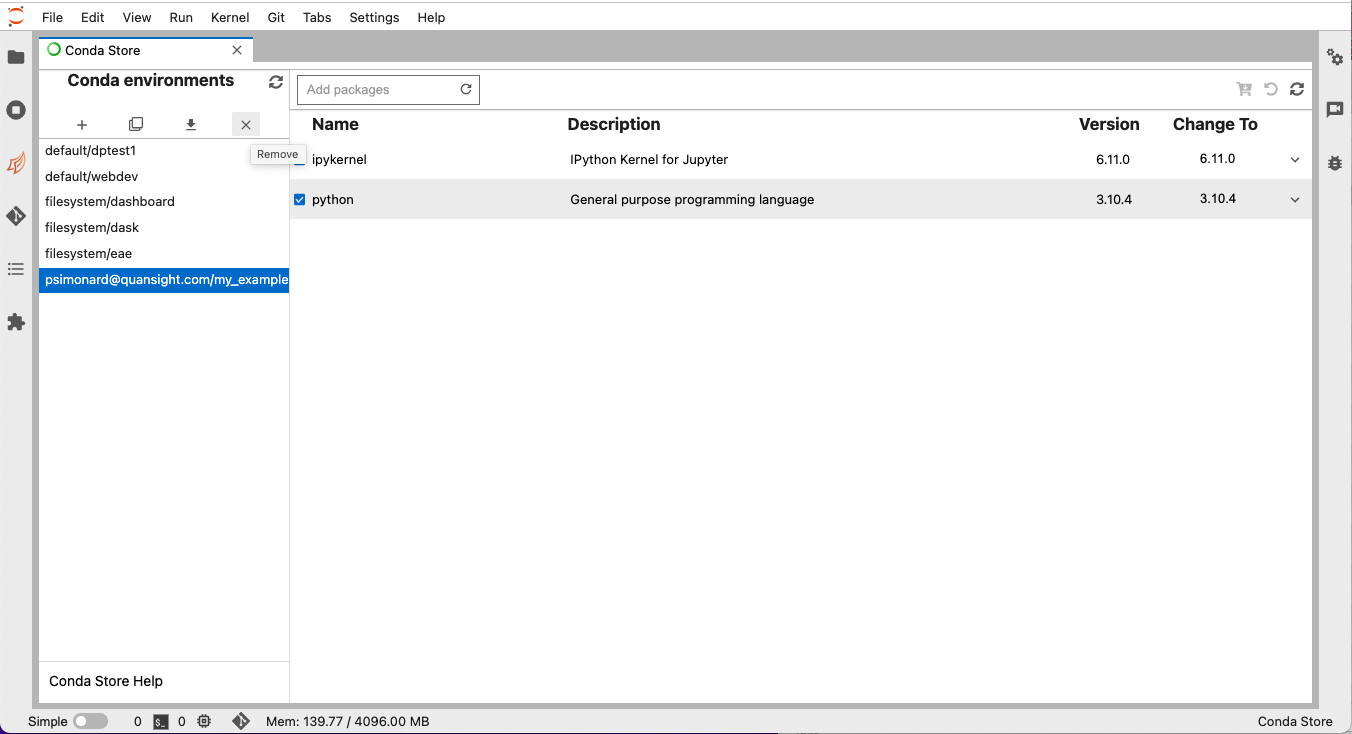 File Edit View Run Kernel Git Tabs Settings Help
Conda Store
Conda environments
Add packages
Name Description Version Change To
default/dptest1
Remove
ipykernel IPython Kernel for Jupyter 6.11.0 6.11.0
default/webdev
filesystem/dashboard
python General purpose programming language 3.10.4 3.10.4
filesystem/dask
filesystem/eae
psimonard@quansight.com/my_example
Conda Store Help
Simple 0 $_ 0 Mem: 139.77 / 4096.00 MB Conda Store